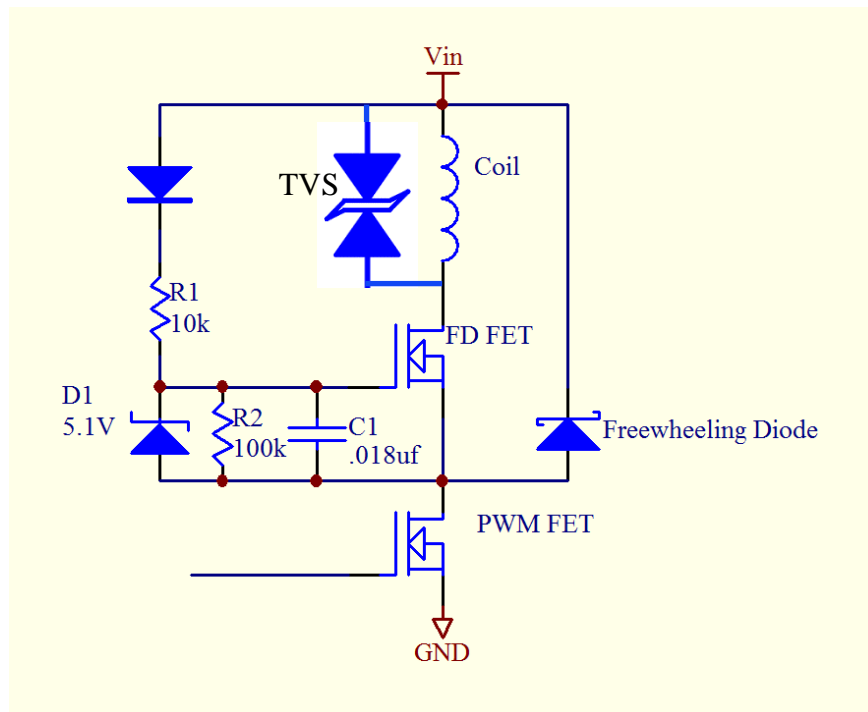 Vin
Coil
TVS
R1
10k
FD FET
D1
5.1V
R2
100k
C1
.018uf
Freewheeling Diode
PWM FET
GND